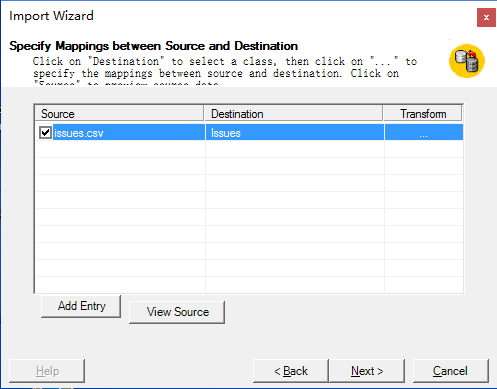 Import Wizard
x
Specify Mappings between Source and Destination
Click on "Destination" to select a class, then click on "..." to
specify the mappings between source and destination. Click on
"Source" to preview source data.
Source Destination Transform
issues.csv Issues ...
Add Entry View Source
Help < Back Next > Cancel